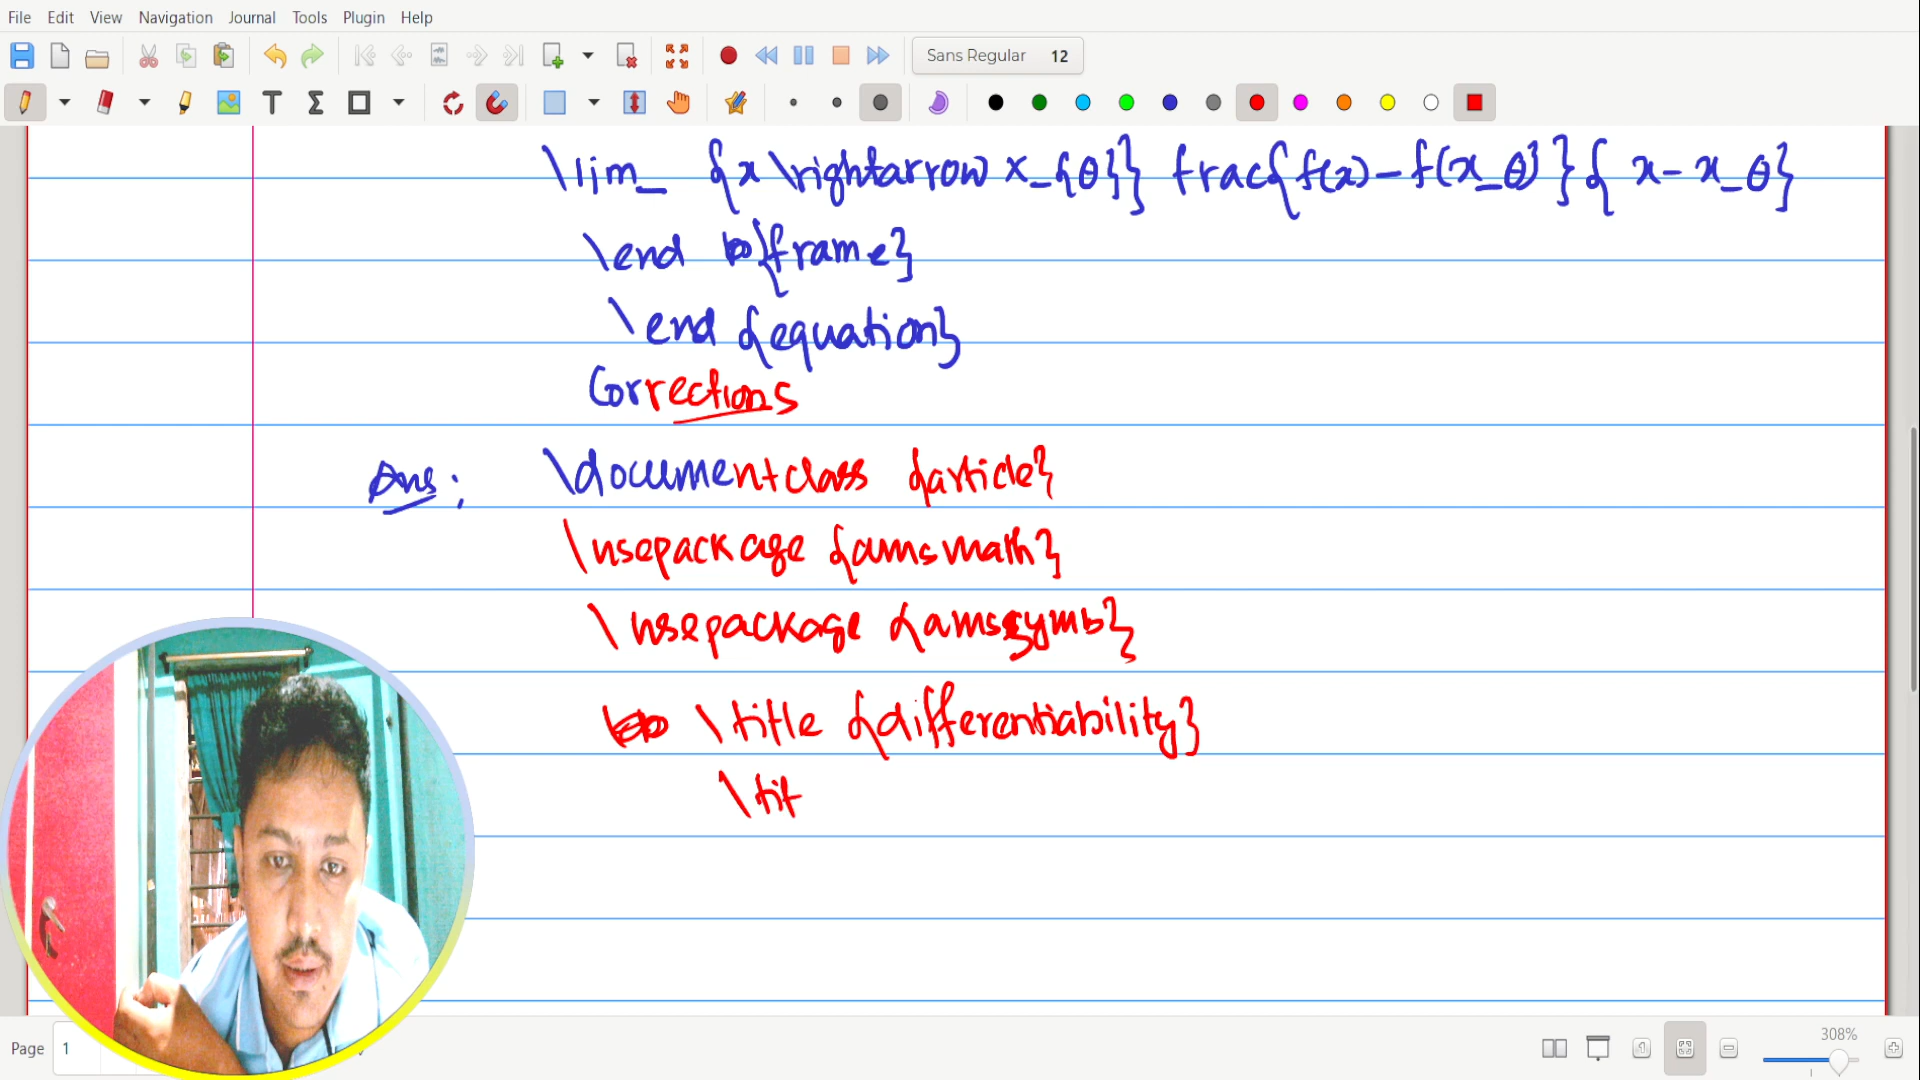 File Edit View Navigation Journal Tools Plugin Help
Sans Regular 12
\lim_ {x \rightarrow x_{0}} frac{f(x)-f(x_0)}{ x-x_0}
\end {frame}
\end {equation}
Corrections
Ans: \documentclass {article}
\usepackage {amsmath}
\usepackage {amssymb}
\title {differentiability}
\tit
Page 1
308%